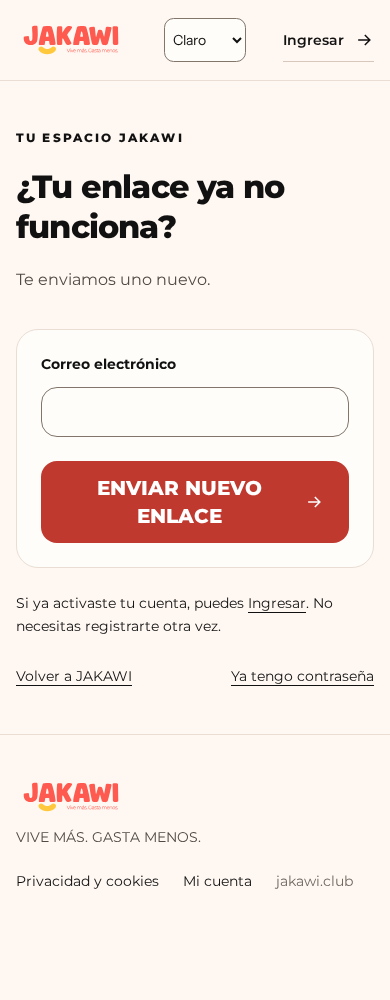 JAKAWI
Vive más. Gasta menos.
Claro
Ingresar
TU ESPACIO JAKAWI
¿Tu enlace ya no
funciona?
Te enviamos uno nuevo.
Correo electrónico
ENVIAR NUEVO
ENLACE
Si ya activaste tu cuenta, puedes Ingresar. No
necesitas registrarte otra vez.
Volver a JAKAWI
Ya tengo contraseña
JAKAWI
Vive más. Gasta menos.
VIVE MÁS. GASTA MENOS.
Privacidad y cookies
Mi cuenta
jakawi.club